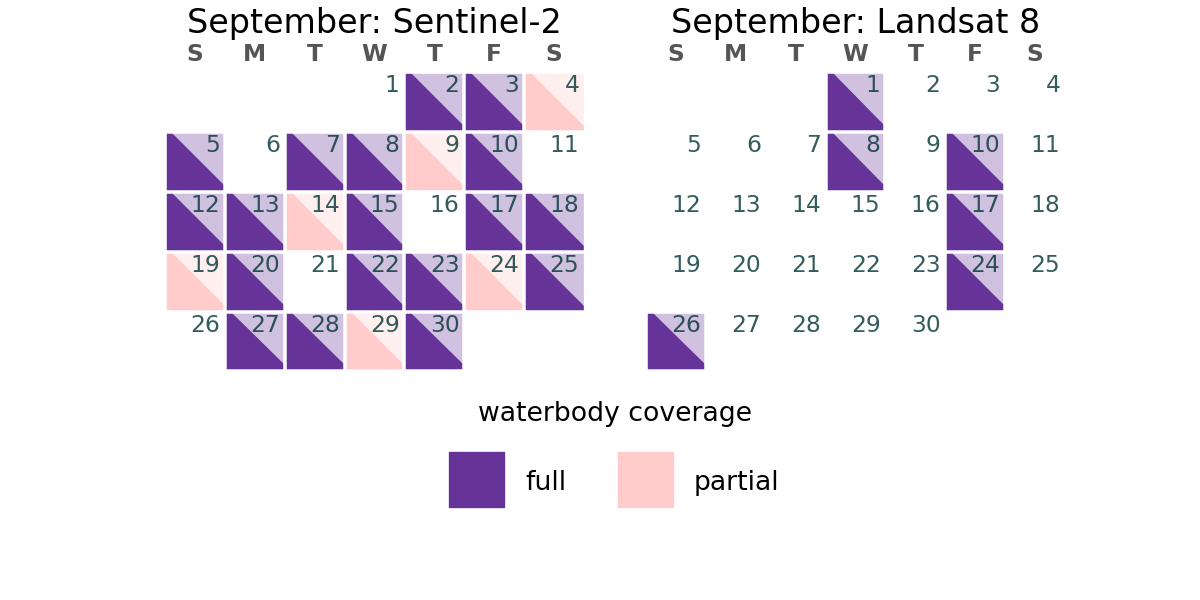 September: Sentinel-2
S M T W T F S
1 2 3 4
5 6 7 8 9 10 11
12 13 14 15 16 17 18
19 20 21 22 23 24 25
26 27 28 29 30
September: Landsat 8
S M T W T F S
1 2 3 4
5 6 7 8 9 10 11
12 13 14 15 16 17 18
19 20 21 22 23 24 25
26 27 28 29 30
waterbody coverage
full partial